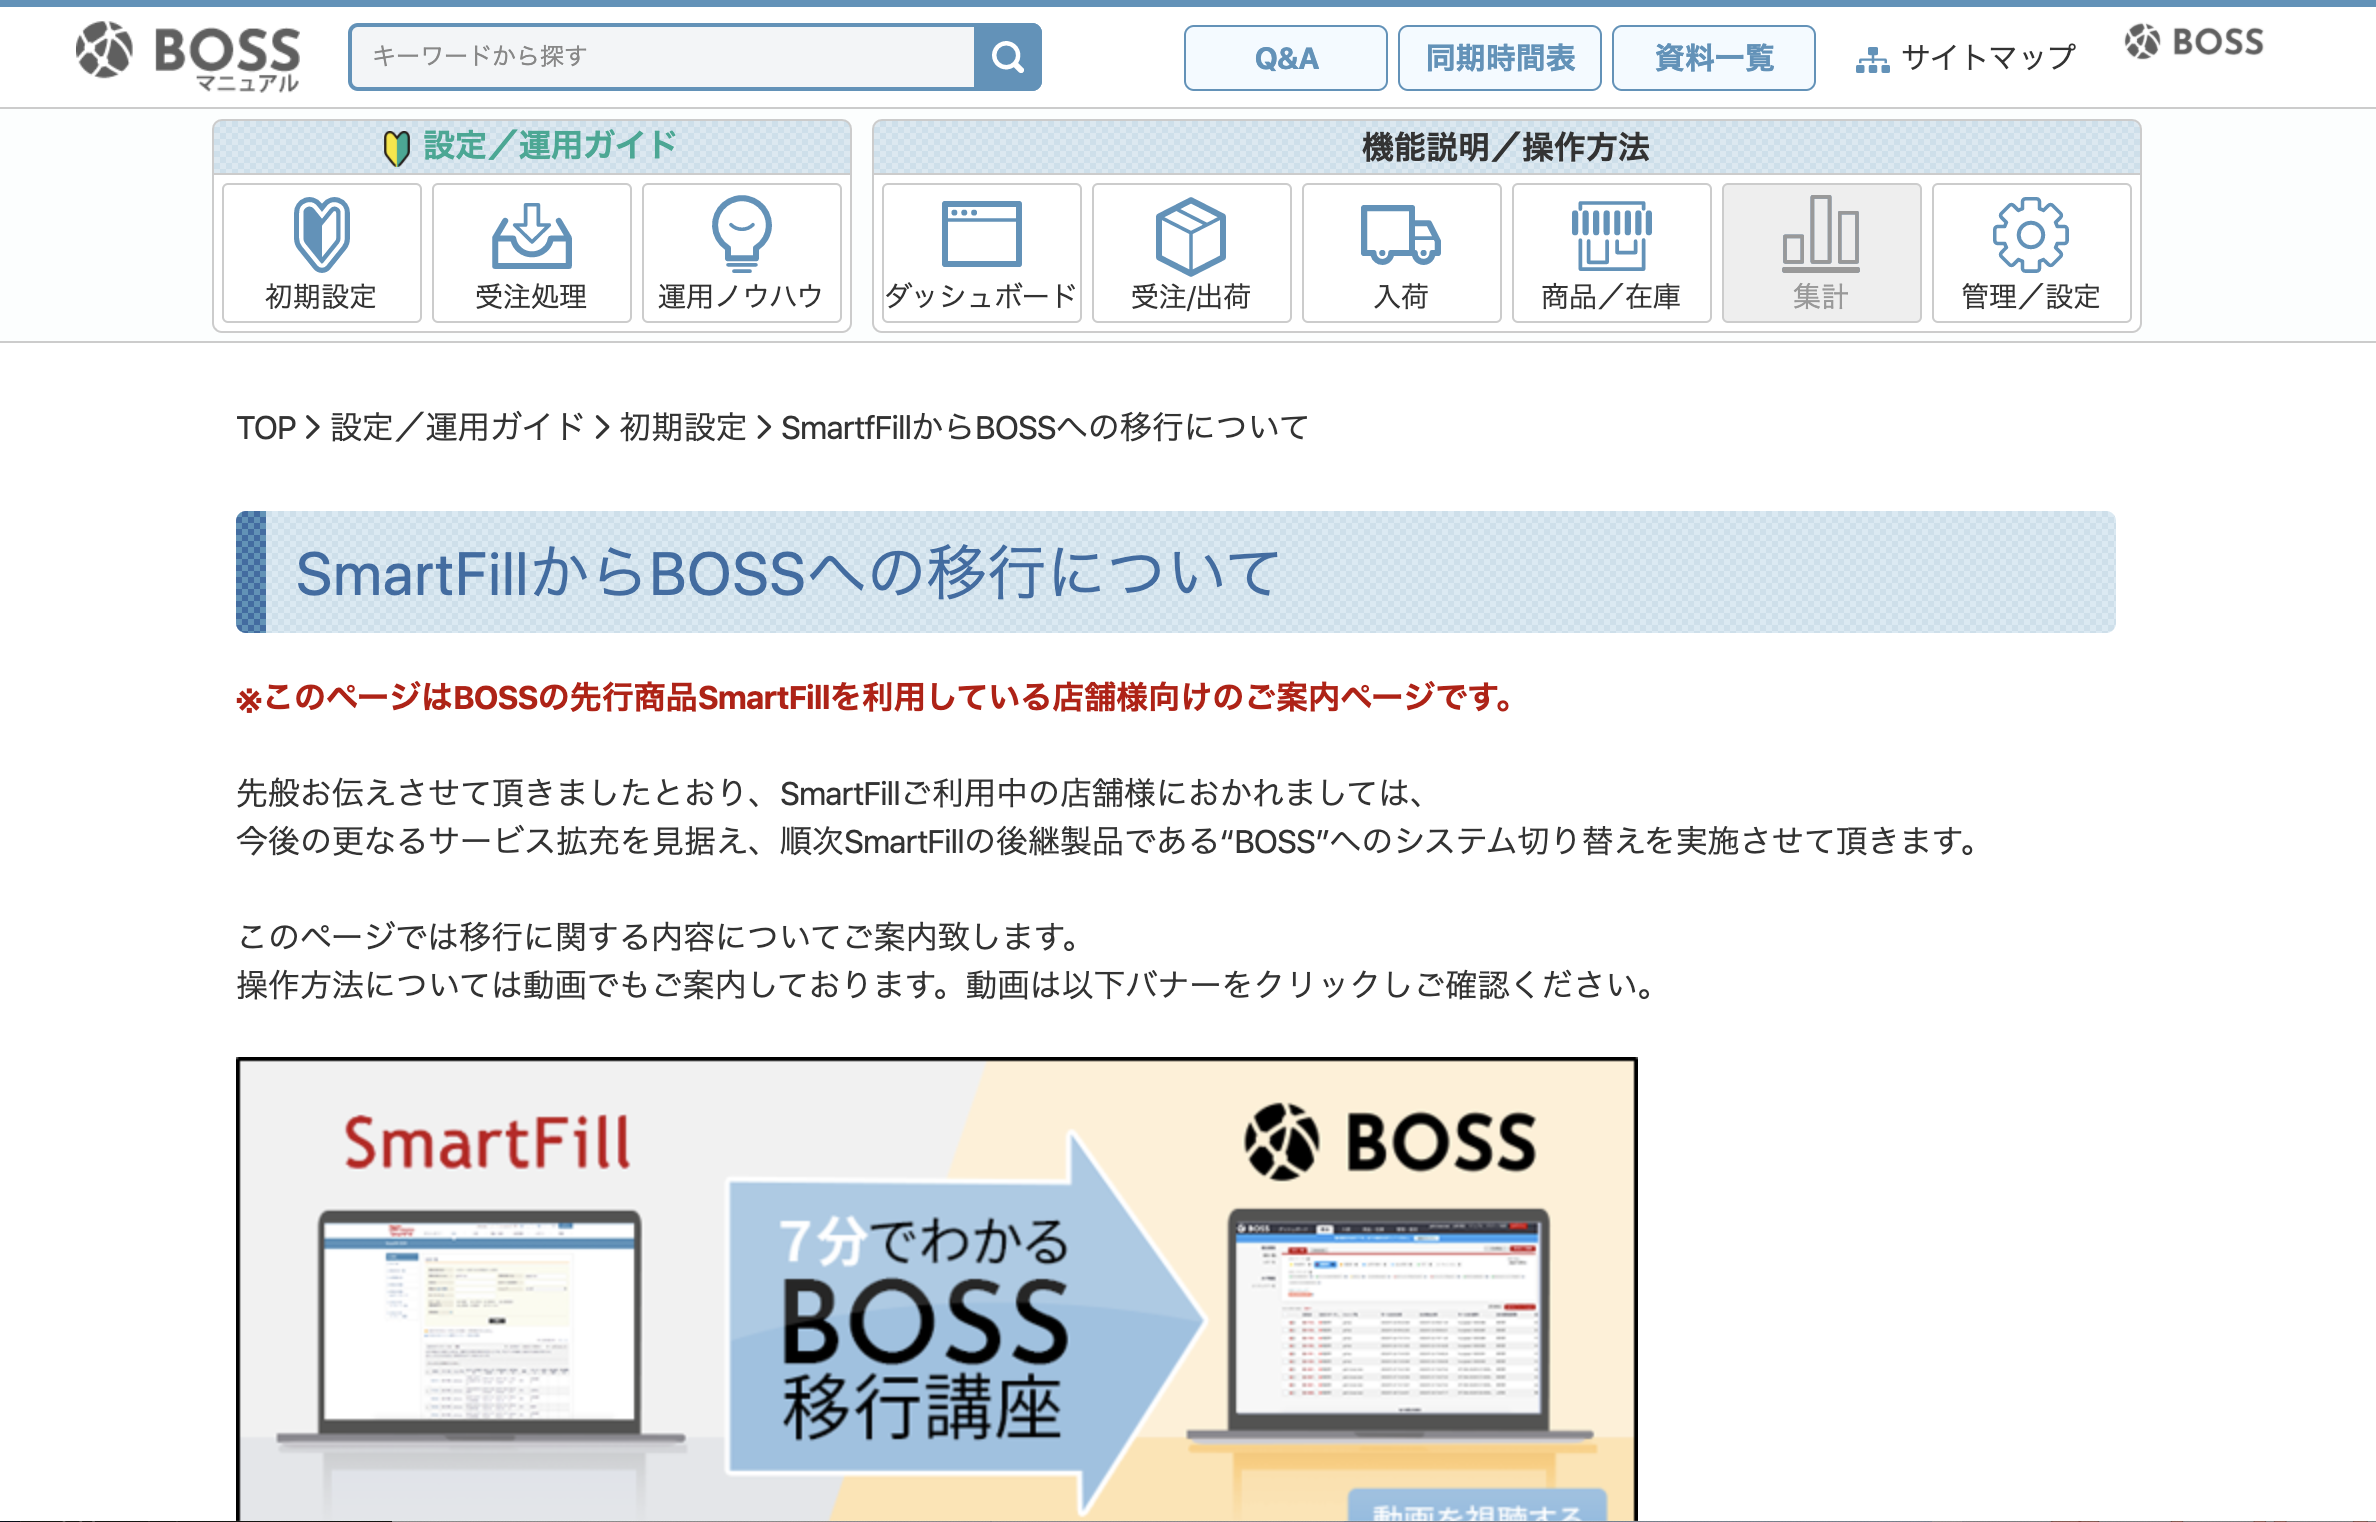 BOSS
マニュアル
キーワードから探す
Q&A
同期時間表
資料一覧
サイトマップ
BOSS
設定／運用ガイド
機能説明／操作方法
初期設定
受注処理
運用ノウハウ
ダッシュボード
受注/出荷
入荷
商品／在庫
集計
管理／設定
TOP > 設定／運用ガイド > 初期設定 > SmartfFillからBOSSへの移行について
SmartFillからBOSSへの移行について
※このページはBOSSの先行商品SmartFillを利用している店舗様向けのご案内ページです。
先般お伝えさせて頂きましたとおり、SmartFillご利用中の店舗様におかれましては、
今後の更なるサービス拡充を見据え、順次SmartFillの後継製品である“BOSS”へのシステム切り替えを実施させて頂きます。
このページでは移行に関する内容についてご案内致します。
操作方法については動画でもご案内しております。動画は以下バナーをクリックしご確認ください。
SmartFill
BOSS
7分でわかる
BOSS
移行講座
BOSS
動画を視聴する